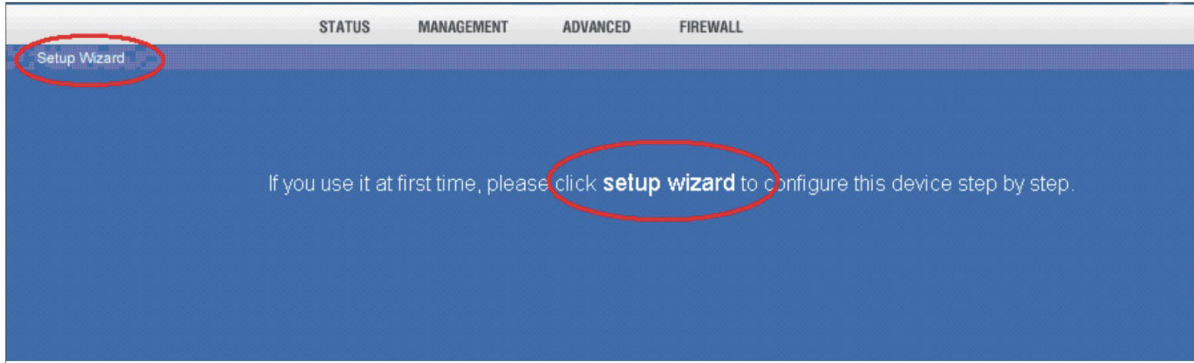 STATUS MANAGEMENT ADVANCED FIREWALL
Setup Wizard
If you use it at first time, please click setup wizard to configure this device step by step.